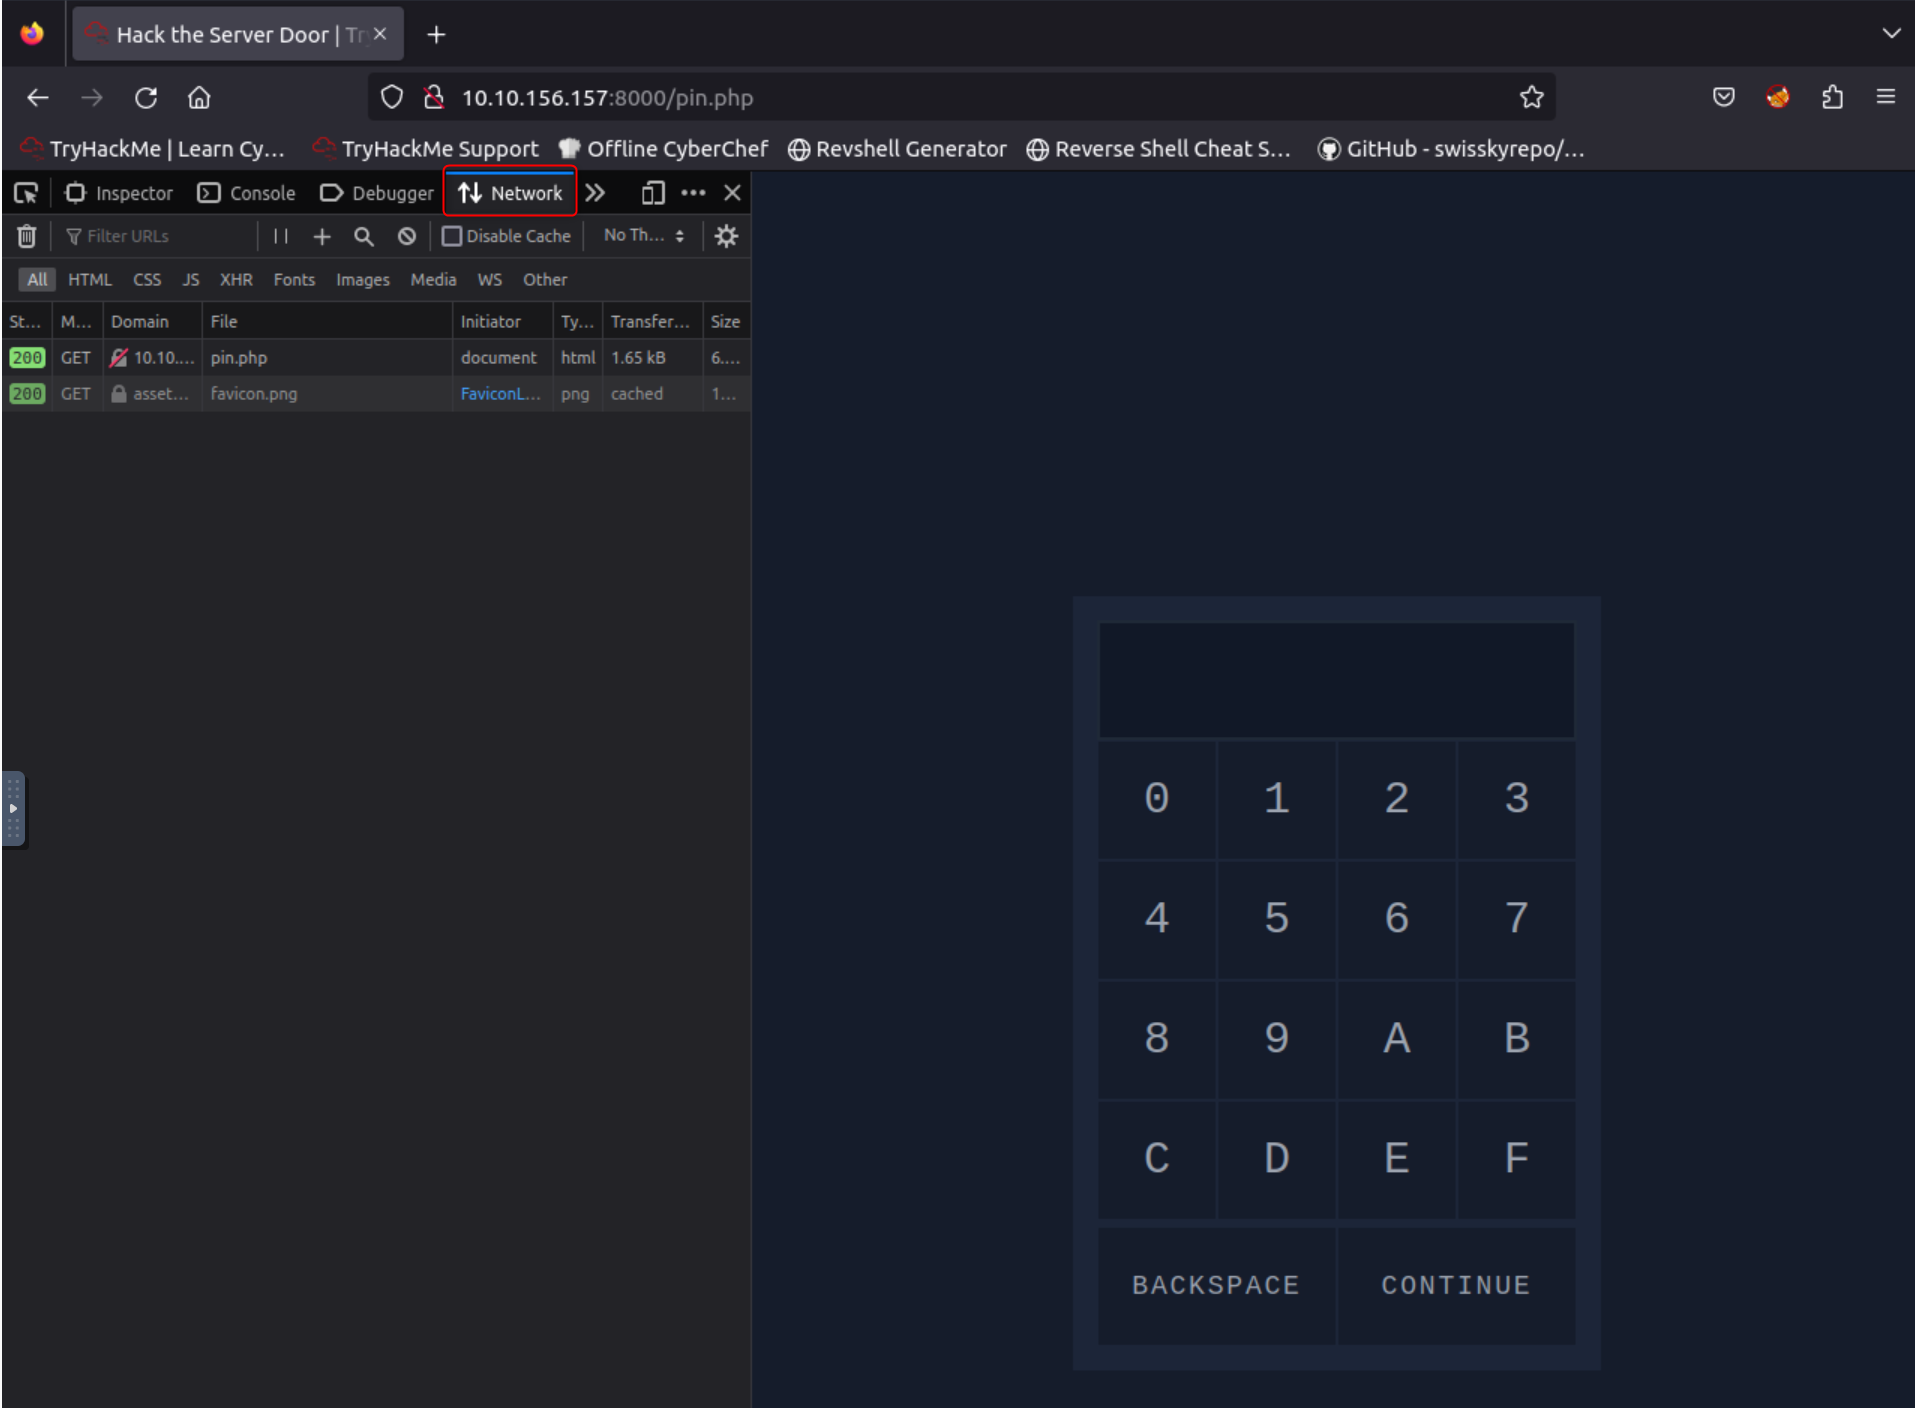 Hack the Server Door | Tr
10.10.156.157:8000/pin.php
TryHackMe | Learn Cy... TryHackMe Support Offline CyberChef Revshell Generator Reverse Shell Cheat S... GitHub - swisskyrepo/...
Inspector Console Debugger Network
Filter URLs Disable Cache No Th...
All HTML CSS JS XHR Fonts Images Media WS Other
St... M... Domain File Initiator Ty... Transfer... Size
200 GET 10.10.... pin.php document html 1.65 kB 6....
200 GET asset... favicon.png FaviconL... png cached 1...
0 1 2 3
4 5 6 7
8 9 A B
C D E F
BACKSPACE CONTINUE